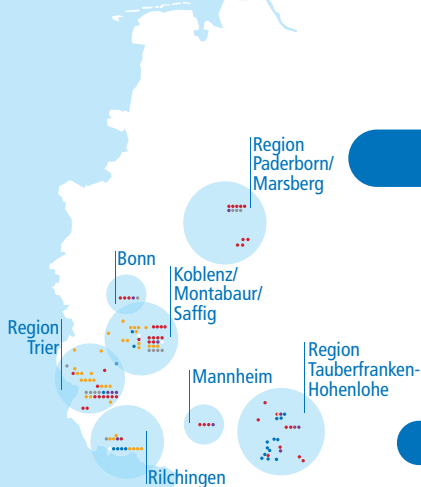 Region
Paderborn/
Marsberg
Bonn
Koblenz/
Montabaur/
Saffig
Region
Trier
Mannheim
Region
Tauberfranken-
Hohenlohe
Rilchingen